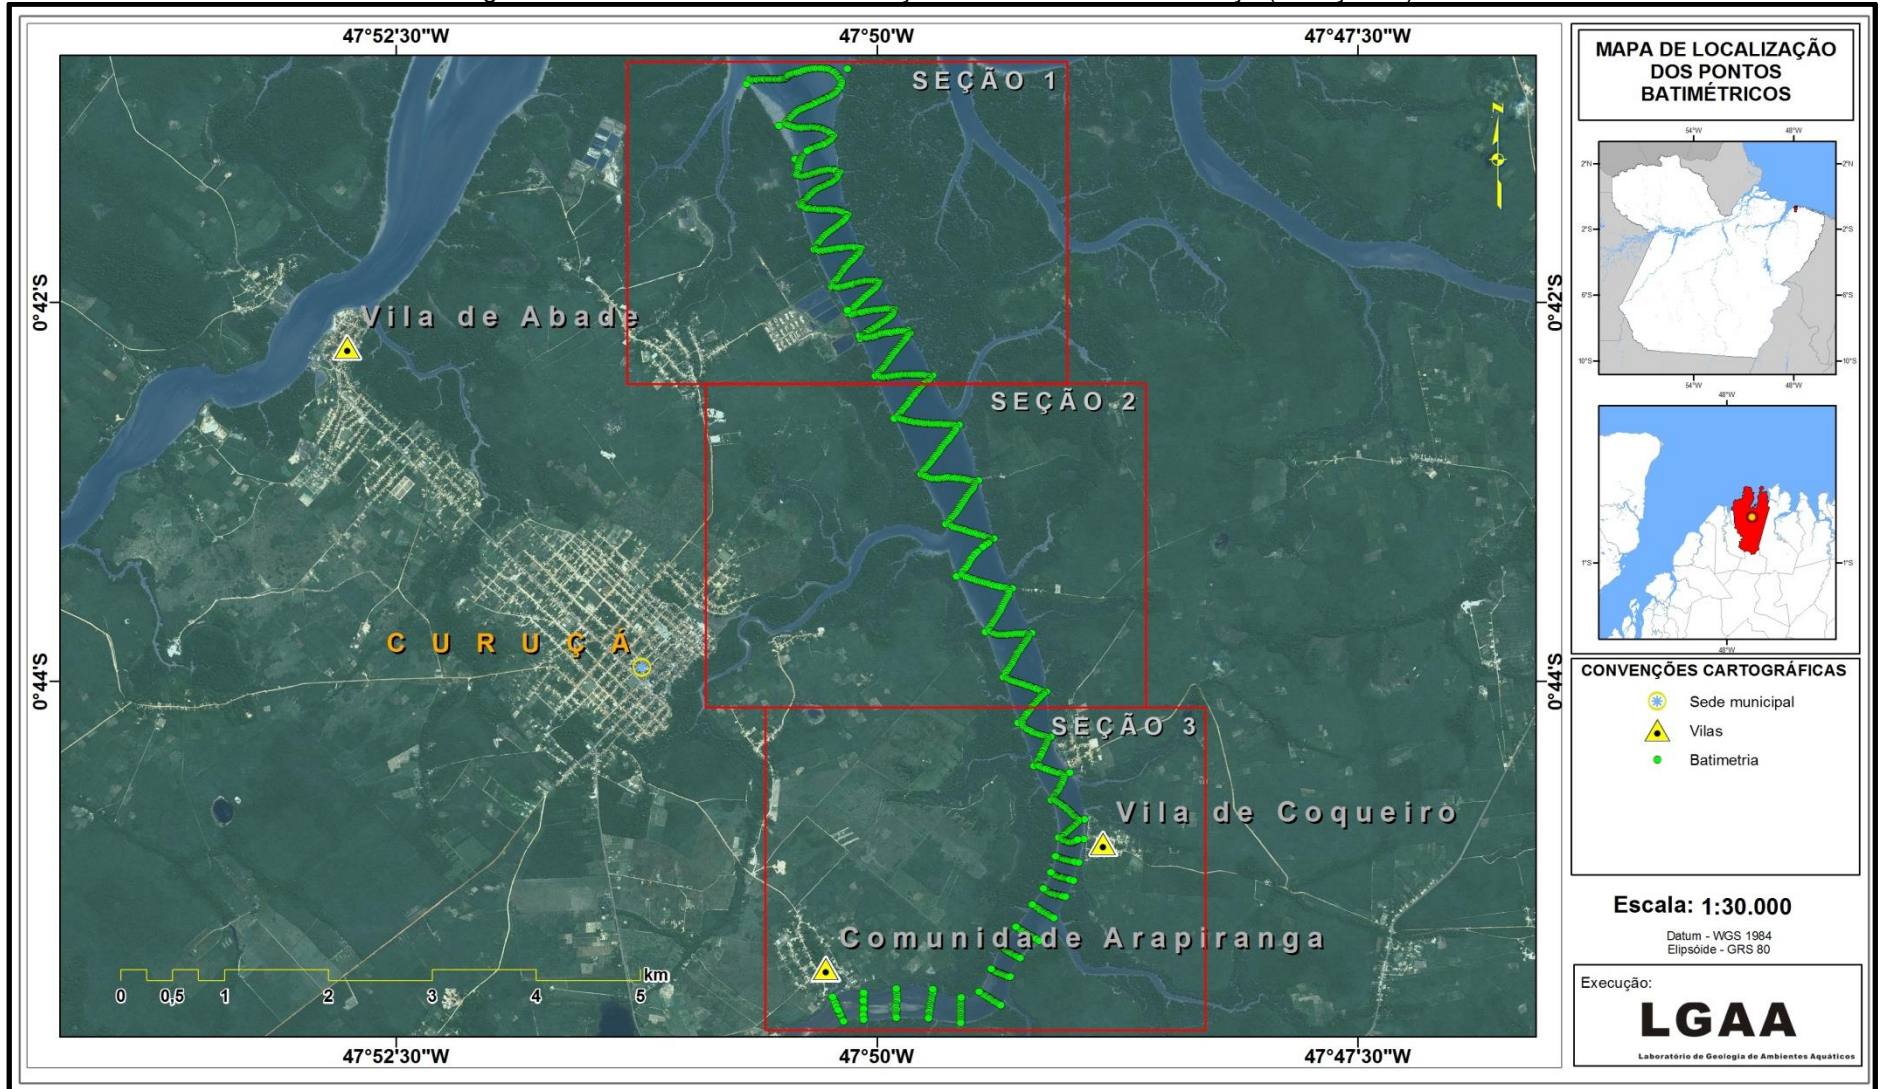 47°52'30"W 47°50'W 47°47'30"W
SEÇÃO 1
0°42'S 0°42'S
Vila de Abade
SEÇÃO 2
CURUÇÁ
0°44'S 0°44'S
SEÇÃO 3
Vila de Coqueiro
Comunidade Arapiranga
km
0 0,5 1 2 3 4 5
47°52'30"W 47°50'W 47°47'30"W
MAPA DE LOCALIZAÇÃO
DOS PONTOS
BATIMÉTRICOS
54°W 48°W
2°N 2°N
2°S 2°S
6°S 6°S
10°S 10°S
54°W 48°W
48°W
1°S 1°S
48°W
CONVENÇÕES CARTOGRÁFICAS
Sede municipal
Vilas
Batimetria
Escala: 1:30.000
Datum - WGS 1984
Elipsóide - GRS 80
Execução:
LGAA
Laboratório de Geologia de Ambientes Aquáticos